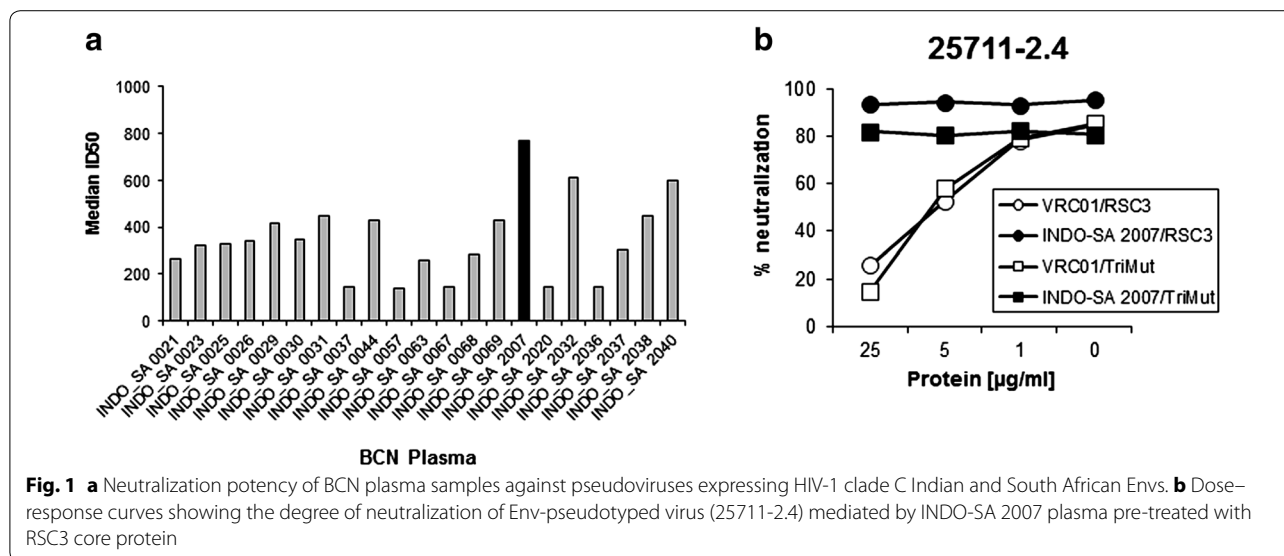 a
1000
800
600
400
200
0
Median ID50
INDO_SA 0021
INDO_SA 0023
INDO_SA 0025
INDO_SA 0026
INDO_SA 0029
INDO_SA 0030
INDO_SA 0031
INDO_SA 0037
INDO_SA 0044
INDO_SA 0057
INDO_SA 0063
INDO_SA 0067
INDO_SA 0068
INDO_SA 0069
INDO_SA 2007
INDO_SA 2020
INDO_SA 2032
INDO_SA 2036
INDO_SA 2037
INDO_SA 2038
INDO_SA 2040
BCN Plasma
b
25711-2.4
100
80
60
40
20
0
% neutralization
VRC01/RSC3
INDO-SA 2007/RSC3
VRC01/TriMut
INDO-SA 2007/TriMut
25 5 1 0
Protein [µg/ml]
Fig. 1 a Neutralization potency of BCN plasma samples against pseudoviruses expressing HIV-1 clade C Indian and South African Envs. b Dose–
response curves showing the degree of neutralization of Env-pseudotyped virus (25711-2.4) mediated by INDO-SA 2007 plasma pre-treated with
RSC3 core protein